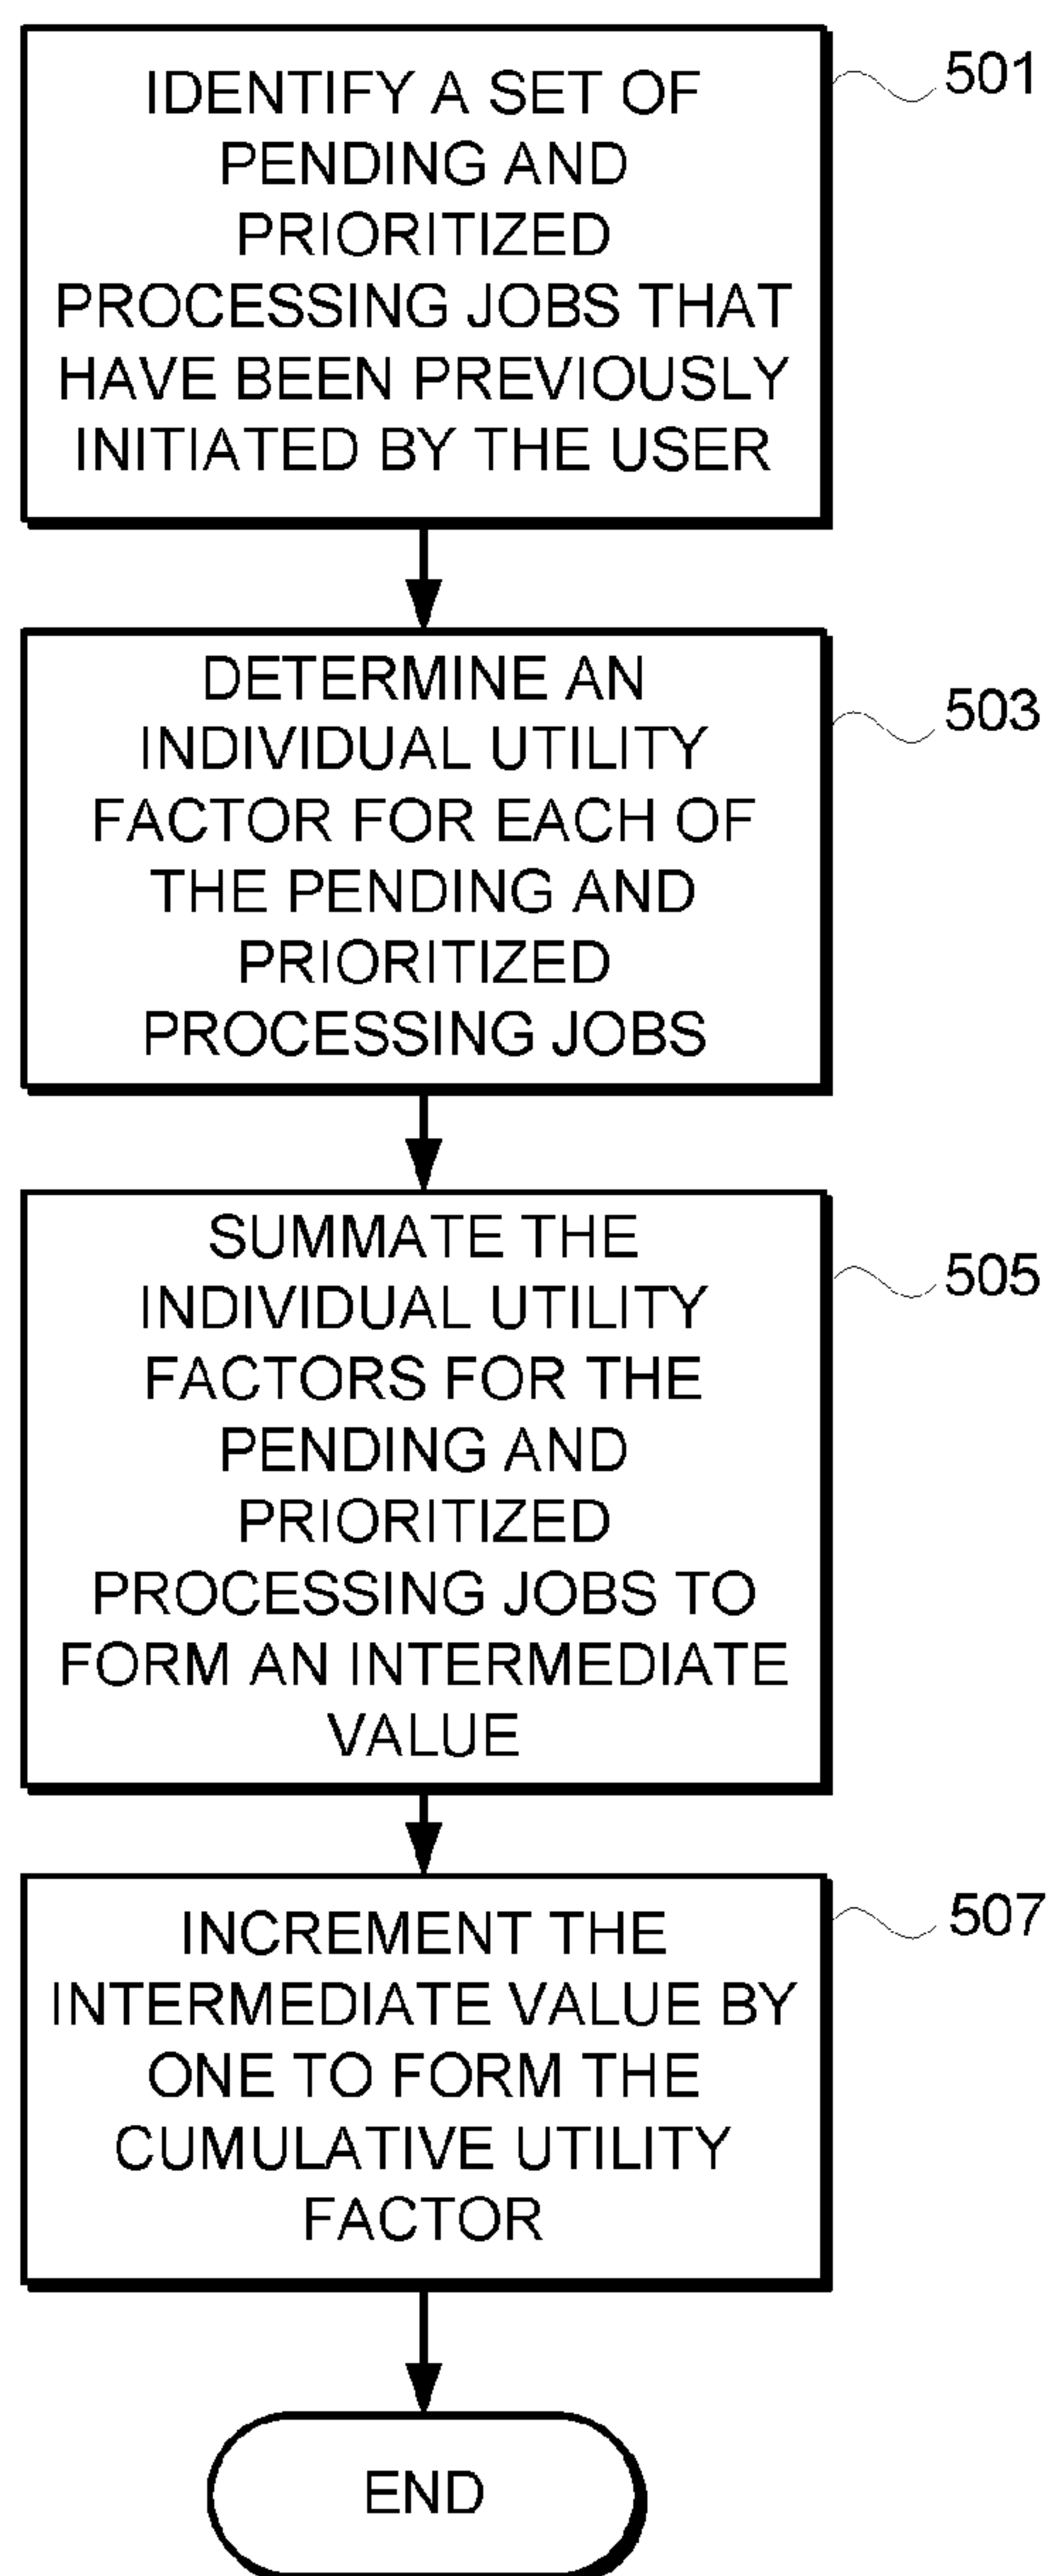 IDENTIFY A SET OF
PENDING AND
PRIORITIZED
PROCESSING JOBS THAT
HAVE BEEN PREVIOUSLY
INITIATED BY THE USER
501
DETERMINE AN
INDIVIDUAL UTILITY
FACTOR FOR EACH OF
THE PENDING AND
PRIORITIZED
PROCESSING JOBS
503
SUMMATE THE
INDIVIDUAL UTILITY
FACTORS FOR THE
PENDING AND
PRIORITIZED
PROCESSING JOBS TO
FORM AN INTERMEDIATE
VALUE
505
INCREMENT THE
INTERMEDIATE VALUE BY
ONE TO FORM THE
CUMULATIVE UTILITY
FACTOR
507
END